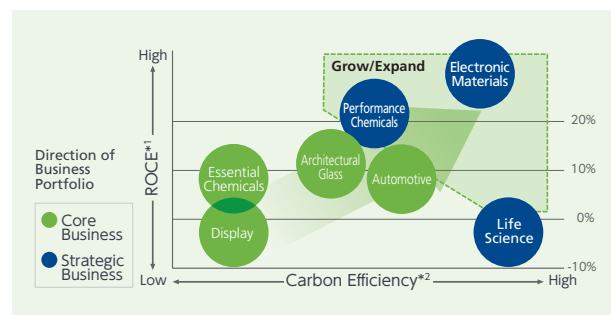 High
ROCE*1
Low
Direction of
Business
Portfolio
Core
Business
Strategic
Business
Grow/Expand
Electronic
Materials
Performance
Chemicals
Architectural
Glass
Automotive
Essential
Chemicals
Display
Life
Science
20%
10%
0%
-10%
Carbon Efficiency*2
High